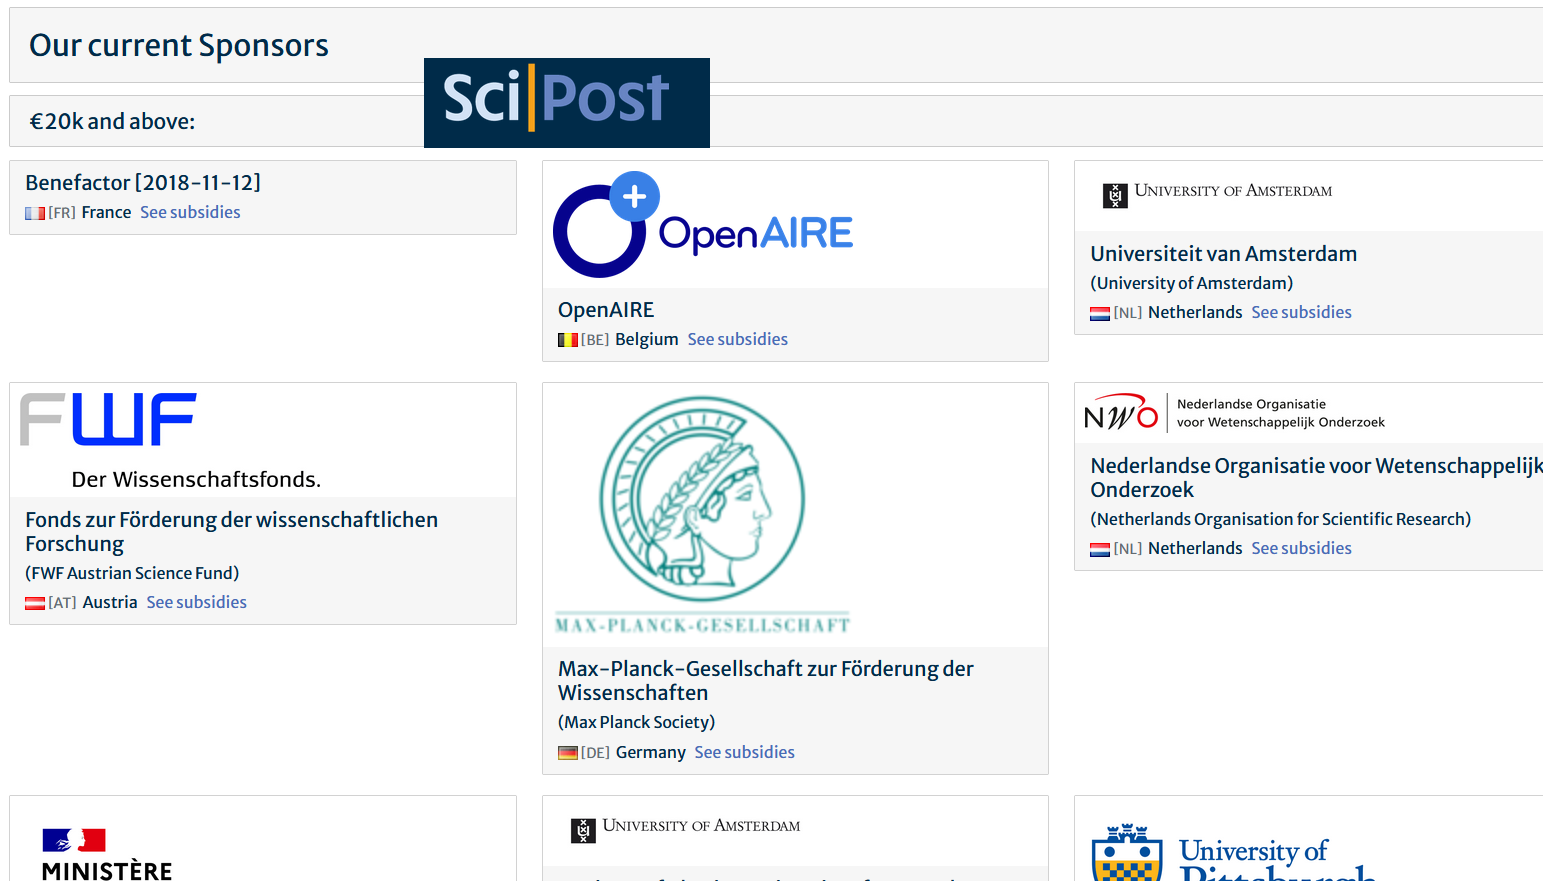 Our current Sponsors
Sci|Post
€20k and above:
Benefactor [2018-11-12]
[FR] France See subsidies
OpenAIRE
OpenAIRE
[BE] Belgium See subsidies
UNIVERSITY OF AMSTERDAM
Universiteit van Amsterdam
(University of Amsterdam)
[NL] Netherlands See subsidies
FWF
Der Wissenschaftsfonds.
Fonds zur Förderung der wissenschaftlichen
Forschung
(FWF Austrian Science Fund)
[AT] Austria See subsidies
MAX-PLANCK-GESELLSCHAFT
Max-Planck-Gesellschaft zur Förderung der
Wissenschaften
(Max Planck Society)
[DE] Germany See subsidies
NWO
Nederlandse Organisatie
voor Wetenschappelijk Onderzoek
Nederlandse Organisatie voor Wetenschappelijk
Onderzoek
(Netherlands Organisation for Scientific Research)
[NL] Netherlands See subsidies
MINISTÈRE
UNIVERSITY OF AMSTERDAM
University of
Pittsburgh